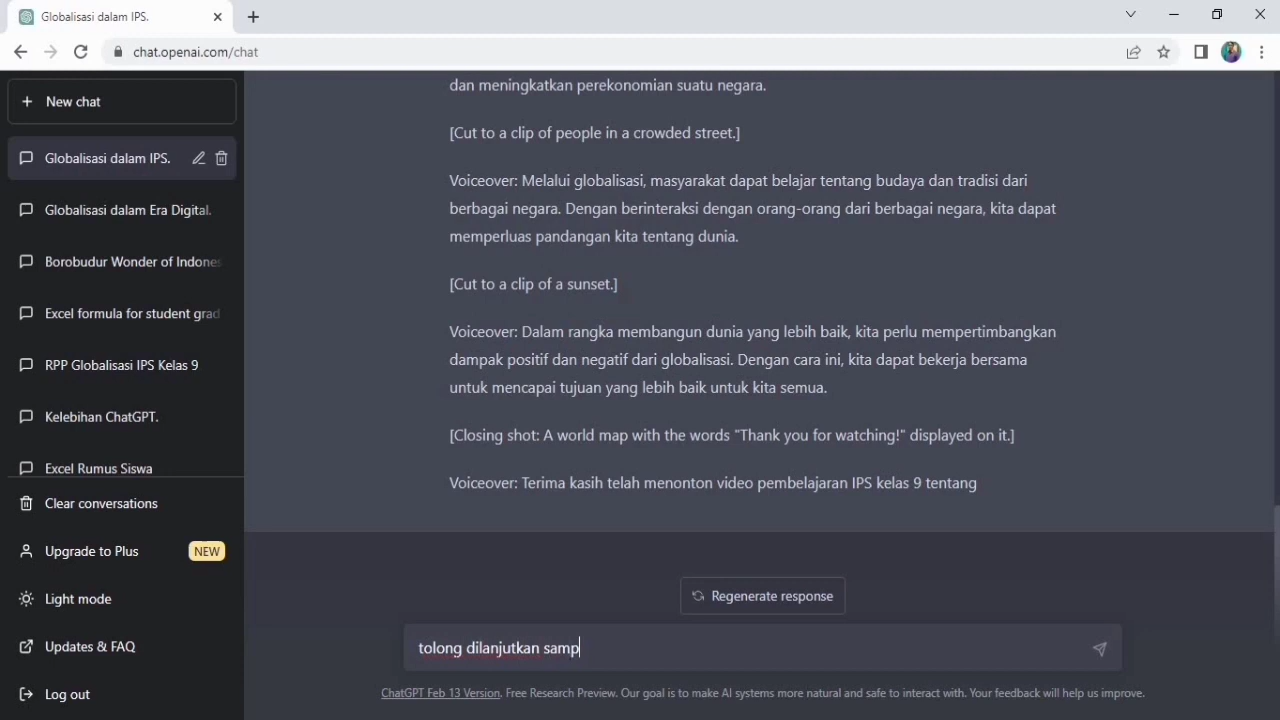 Globalisasi dalam IPS.
chat.openai.com/chat
New chat
Globalisasi dalam IPS.
Globalisasi dalam Era Digital.
Borobudur Wonder of Indones
Excel formula for student grad
RPP Globalisasi IPS Kelas 9
Kelebihan ChatGPT.
Excel Rumus Siswa
Clear conversations
Upgrade to Plus NEW
Light mode
Updates & FAQ
Log out
dan meningkatkan perekonomian suatu negara.
[Cut to a clip of people in a crowded street.]
Voiceover: Melalui globalisasi, masyarakat dapat belajar tentang budaya dan tradisi dari
berbagai negara. Dengan berinteraksi dengan orang-orang dari berbagai negara, kita dapat
memperluas pandangan kita tentang dunia.
[Cut to a clip of a sunset.]
Voiceover: Dalam rangka membangun dunia yang lebih baik, kita perlu mempertimbangkan
dampak positif dan negatif dari globalisasi. Dengan cara ini, kita dapat bekerja bersama
untuk mencapai tujuan yang lebih baik untuk kita semua.
[Closing shot: A world map with the words "Thank you for watching!" displayed on it.]
Voiceover: Terima kasih telah menonton video pembelajaran IPS kelas 9 tentang
Regenerate response
tolong dilanjutkan samp
ChatGPT Feb 13 Version. Free Research Preview. Our goal is to make AI systems more natural and safe to interact with. Your feedback will help us improve.